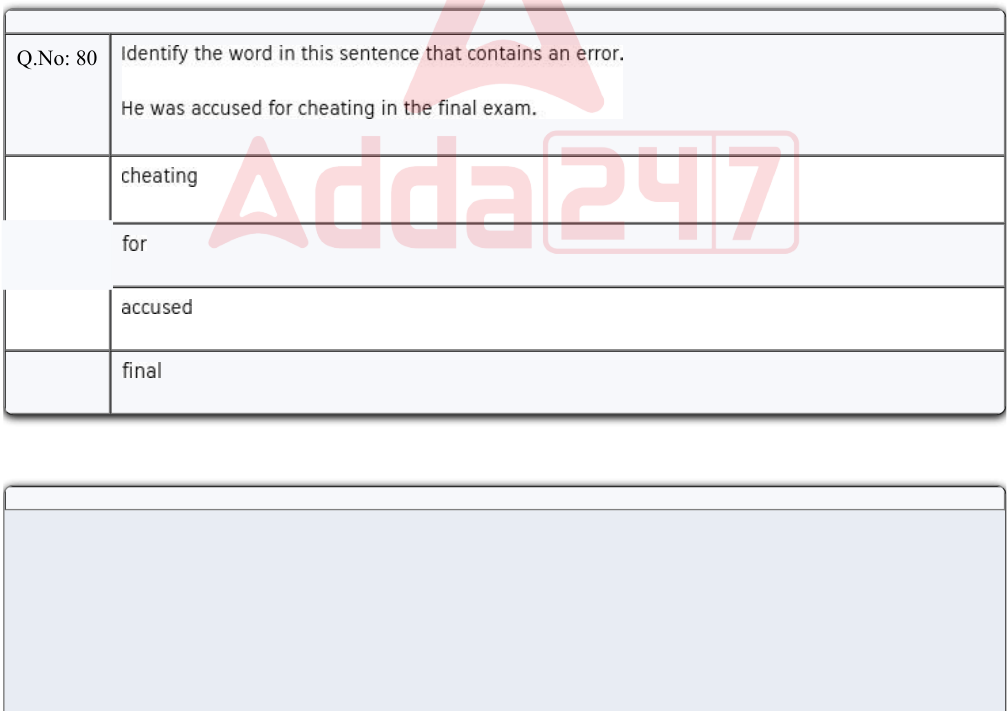 Q.No: 80
Identify the word in this sentence that contains an error.
He was accused for cheating in the final exam.
Adda247
cheating
for
accused
final